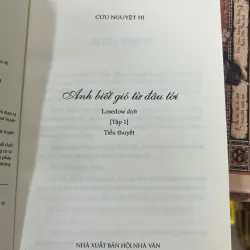 CỬU NGUYỆT HI
Anh biết gió từ đâu tới
Losedow dịch
[Tập 1]
Tiểu thuyết
NHÀ XUẤT BẢN HỘI NHÀ VĂN